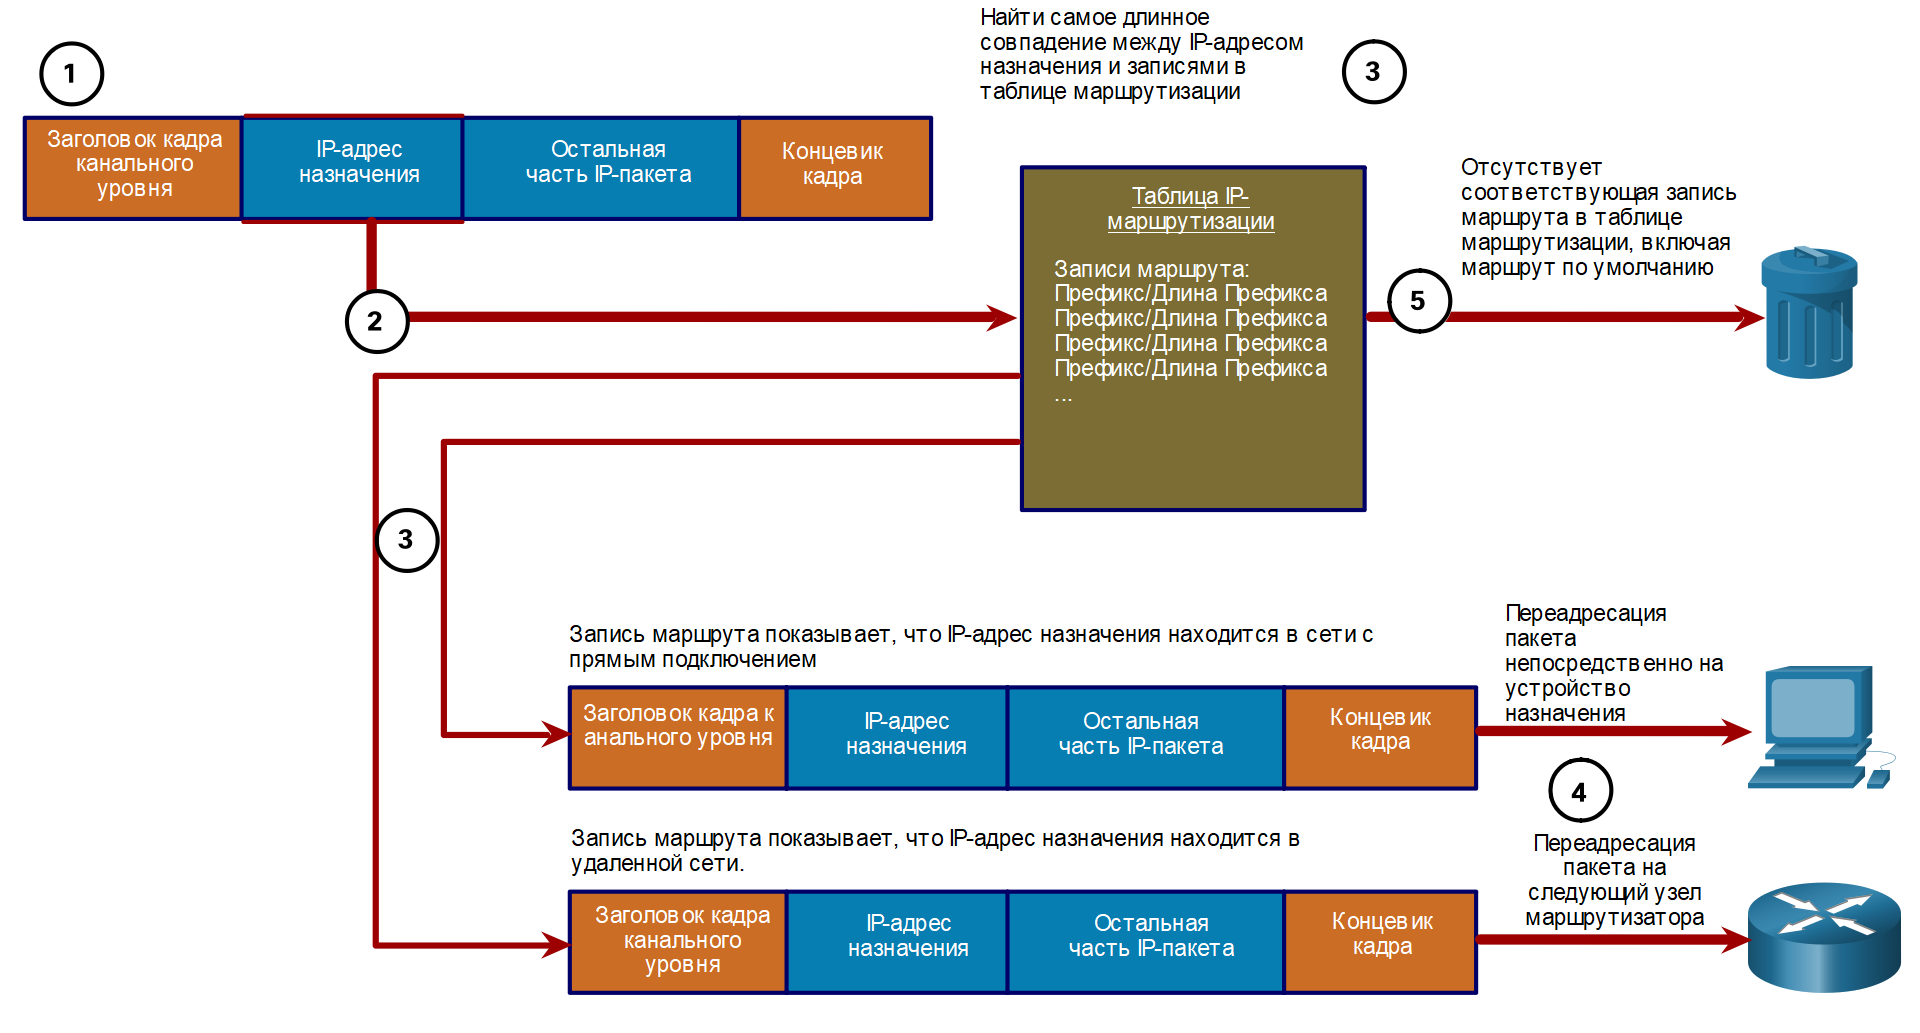 Найти самое длинное
совпадение между IP-адресом
назначения и записями в
таблице маршрутизации
1
3
Заголовок кадра
канального
уровня
IP-адрес
назначения
Остальная
часть IP-пакета
Концевик
кадра
Таблица IP-
маршрутизации
Записи маршрута:
Префикс/Длина Префикса
Префикс/Длина Префикса
Префикс/Длина Префикса
Префикс/Длина Префикса
...
Отсутствует
соответствующая запись
маршрута в таблице
маршрутизации, включая
маршрут по умолчанию
5
2
3
Запись маршрута показывает, что IP-адрес назначения находится в сети с
прямым подключением
Заголовок кадра к
анального уровня
IP-адрес
назначения
Остальная
часть IP-пакета
Концевик
кадра
Переадресация
пакета
непосредственно на
устройство
назначения
4
Запись маршрута показывает, что IP-адрес назначения находится в
удаленной сети.
Заголовок кадра
канального
уровня
IP-адрес
назначения
Остальная
часть IP-пакета
Концевик
кадра
Переадресация
пакета на
следующий узел
маршрутизатора